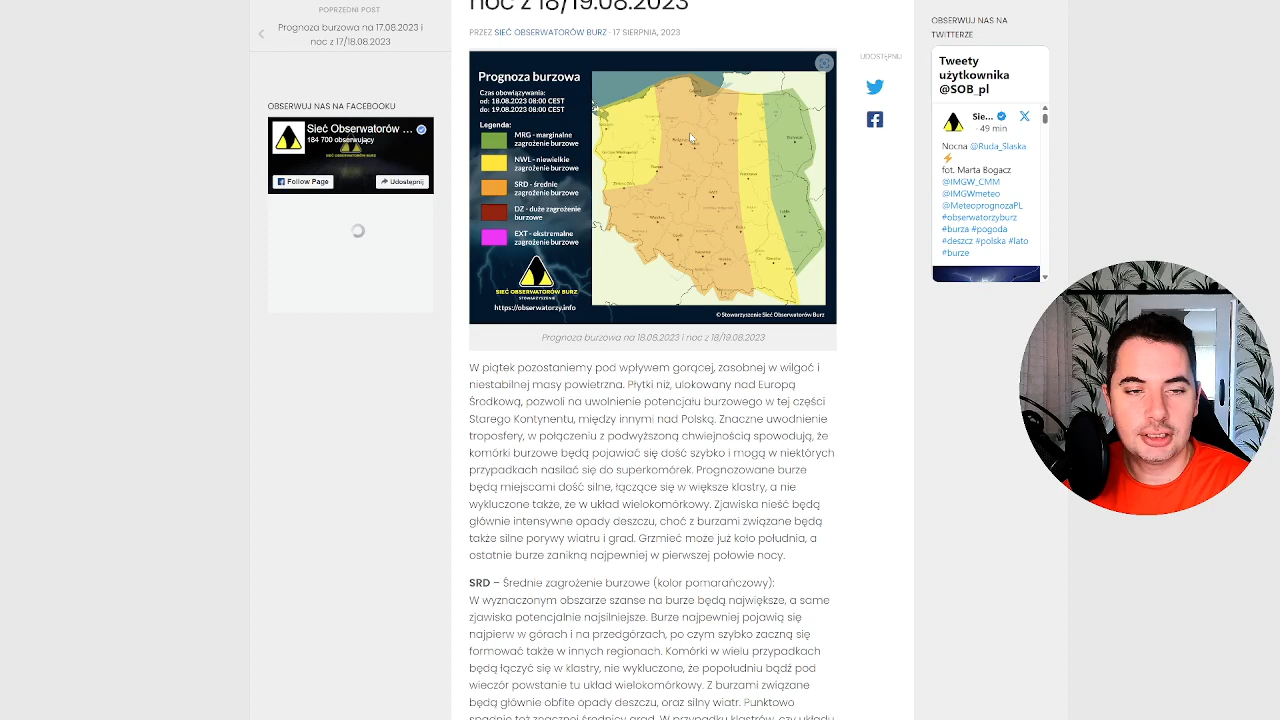 POPRZEDNI POST
Prognoza burzowa na 17.08.2023 i
noc z 17/18.08.2023
OBSERWUJ NAS NA FACEBOOKU
Sieć Obserwatorów ...
184 700 obserwujący
Follow Page
Udostępnij
noc z 18/19.08.2023
PRZEZ SIEĆ OBSERWATORÓW BURZ · 17 SIERPNIA, 2023
Prognoza burzowa
Czas obowiązywania:
od: 18.08.2023 08:00 CEST
do: 19.08.2023 08:00 CEST
Legenda:
MRG - marginalne
zagrożenie burzowe
NWL - niewielkie
zagrożenie burzowe
SRD - średnie
zagrożenie burzowe
DZ - duże zagrożenie
burzowe
EXT - ekstremalne
zagrożenie burzowe
SIEĆ OBSERWATORÓW BURZ
STOWARZYSZENIE
https://obserwatorzy.info
© Stowarzyszenie Sieć Obserwatorów Burz
Prognoza burzowa na 18.08.2023 i noc z 18/19.08.2023
W piątek pozostaniemy pod wpływem gorącej, zasobnej w wilgoć i
niestabilnej masy powietrzna. Płytki niż, ulokowany nad Europą
Środkową, pozwoli na uwolnienie potencjału burzowego w tej części
Starego Kontynentu, między innymi nad Polską. Znaczne uwodnienie
troposfery, w połączeniu z podwyższoną chwiejnością spowodują, że
komórki burzowe będą pojawiać się dość szybko i mogą w niektórych
przypadkach nasilać się do superkomórek. Prognozowane burze
będą miejscami dość silne, łączące się w większe klastry, a nie
wykluczone także, że w układ wielokomórkowy. Zjawiska nieść będą
głównie intensywne opady deszczu, choć z burzami związane będą
także silne porywy wiatru i grad. Grzmieć może już koło południa, a
ostatnie burze zanikną najpewniej w pierwszej połowie nocy.
SRD – Średnie zagrożenie burzowe (kolor pomarańczowy):
W wyznaczonym obszarze szanse na burze będą największe, a same
zjawiska potencjalnie najsilniejsze. Burze najpewniej pojawią się
najpierw w górach i na przedgórzach, po czym szybko zaczną się
formować także w innych regionach. Komórki w wielu przypadkach
będą łączyć się w klastry, nie wykluczone, że popołudniu bądź pod
wieczór powstanie tu układ wielokomórkowy. Z burzami związane
będą głównie obfite opady deszczu, oraz silny wiatr. Punktowo
spadnie też znacznej średnicy grad. W przypadku klastrów, czy układu
UDOSTĘPNIJ
OBSERWUJ NAS NA
TWITTERZE
Tweety
użytkownika
@SOB_pl
Sie...
· 49 min
Nocna @Ruda_Slaska
fot. Marta Bogacz
@IMGW_CMM
@IMGWmeteo
@MeteoprognozaPL
#obserwatorzyburz
#burza #pogoda
#deszcz #polska #lato
#burze